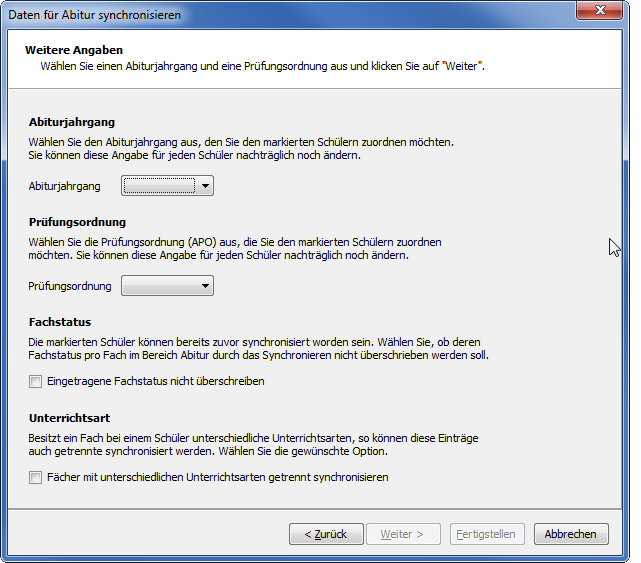 Daten für Abitur synchronisieren
Weitere Angaben
Wählen Sie einen Abiturjahrgang und eine Prüfungsordnung aus und klicken Sie auf "Weiter".
Abiturjahrgang
Wählen Sie den Abiturjahrgang aus, den Sie den markierten Schülern zuordnen möchten.
Sie können diese Angabe für jeden Schüler nachträglich noch ändern.
Abiturjahrgang
Prüfungsordnung
Wählen Sie die Prüfungsordnung (APO) aus, die Sie den markierten Schülern zuordnen
möchten. Sie können diese Angabe für jeden Schüler nachträglich noch ändern.
Prüfungsordnung
Fachstatus
Die markierten Schüler können bereits zuvor synchronisiert worden sein. Wählen Sie, ob deren
Fachstatus pro Fach im Bereich Abitur durch das Synchronieren nicht überschrieben werden soll.
Eingetragene Fachstatus nicht überschreiben
Unterrichtsart
Besitzt ein Fach bei einem Schüler unterschiedliche Unterrichtsarten, so können diese Einträge
auch getrennte synchronisiert werden. Wählen Sie die gewünschte Option.
Fächer mit unterschiedlichen Unterrichtsarten getrennt synchronisieren
< Zurück Weiter > Fertigstellen Abbrechen